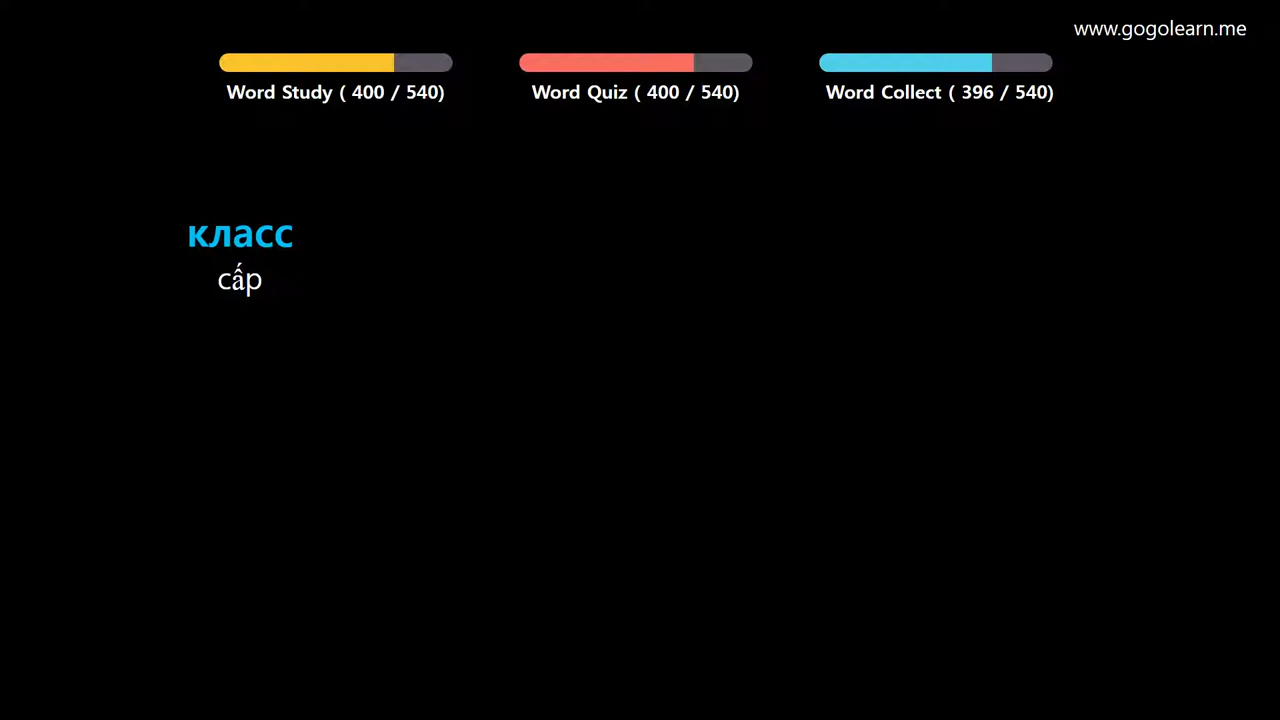 www.gogolearn.me
Word Study ( 400 / 540)
Word Quiz ( 400 / 540)
Word Collect ( 396 / 540)
класс
cấp